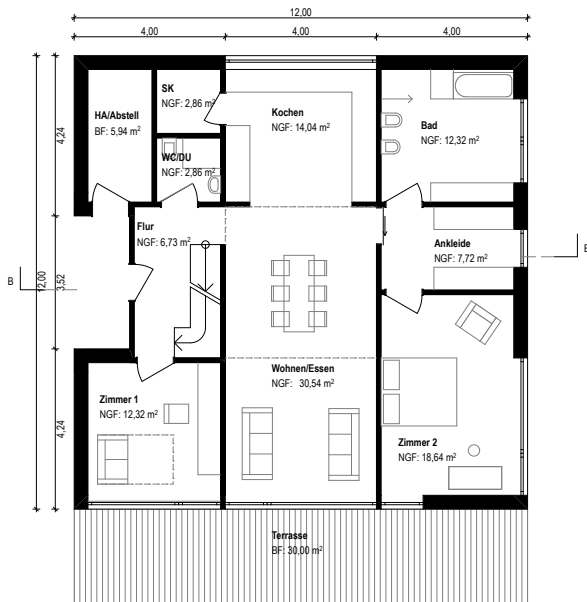 12,00
4,00 4,00 4,00
SK
NGF: 2,86 m²
HA/Abstell
BF: 5,94 m²
Kochen
NGF: 14,04 m²
Bad
NGF: 12,32 m²
4,24
WC/DU
NGF: 2,86 m²
Flur
NGF: 6,73 m²
Ankleide
NGF: 7,72 m²
B
B
12,00
3,52
Wohnen/Essen
NGF: 30,54 m²
Zimmer 1
NGF: 12,32 m²
4,24
Zimmer 2
NGF: 18,64 m²
Terrasse
BF: 30,00 m²